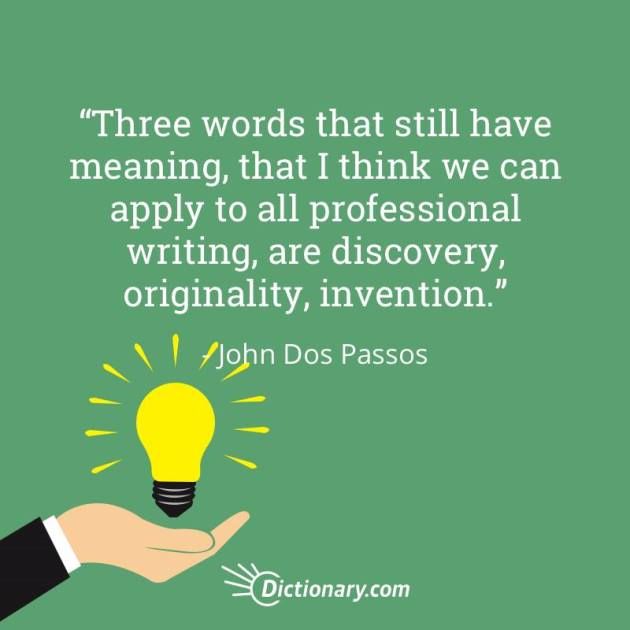 “Three words that still have
meaning, that I think we can
apply to all professional
writing, are discovery,
originality, invention.”
- John Dos Passos
Dictionary.com